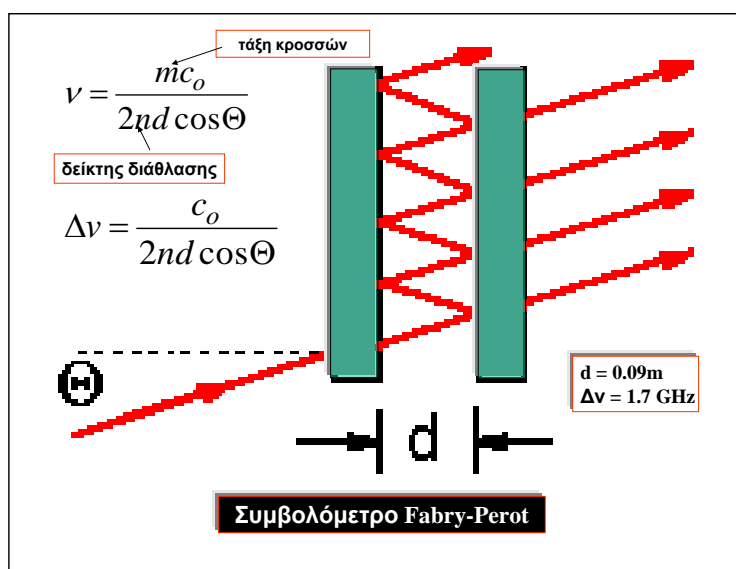 τάξη κροσσών
ν = mc_o / 2nd cosΘ
δείκτης διάθλασης
Δν = c_o / 2nd cosΘ
Θ
d = 0.09m
Δν = 1.7 GHz
d
Συμβολόμετρο Fabry-Perot